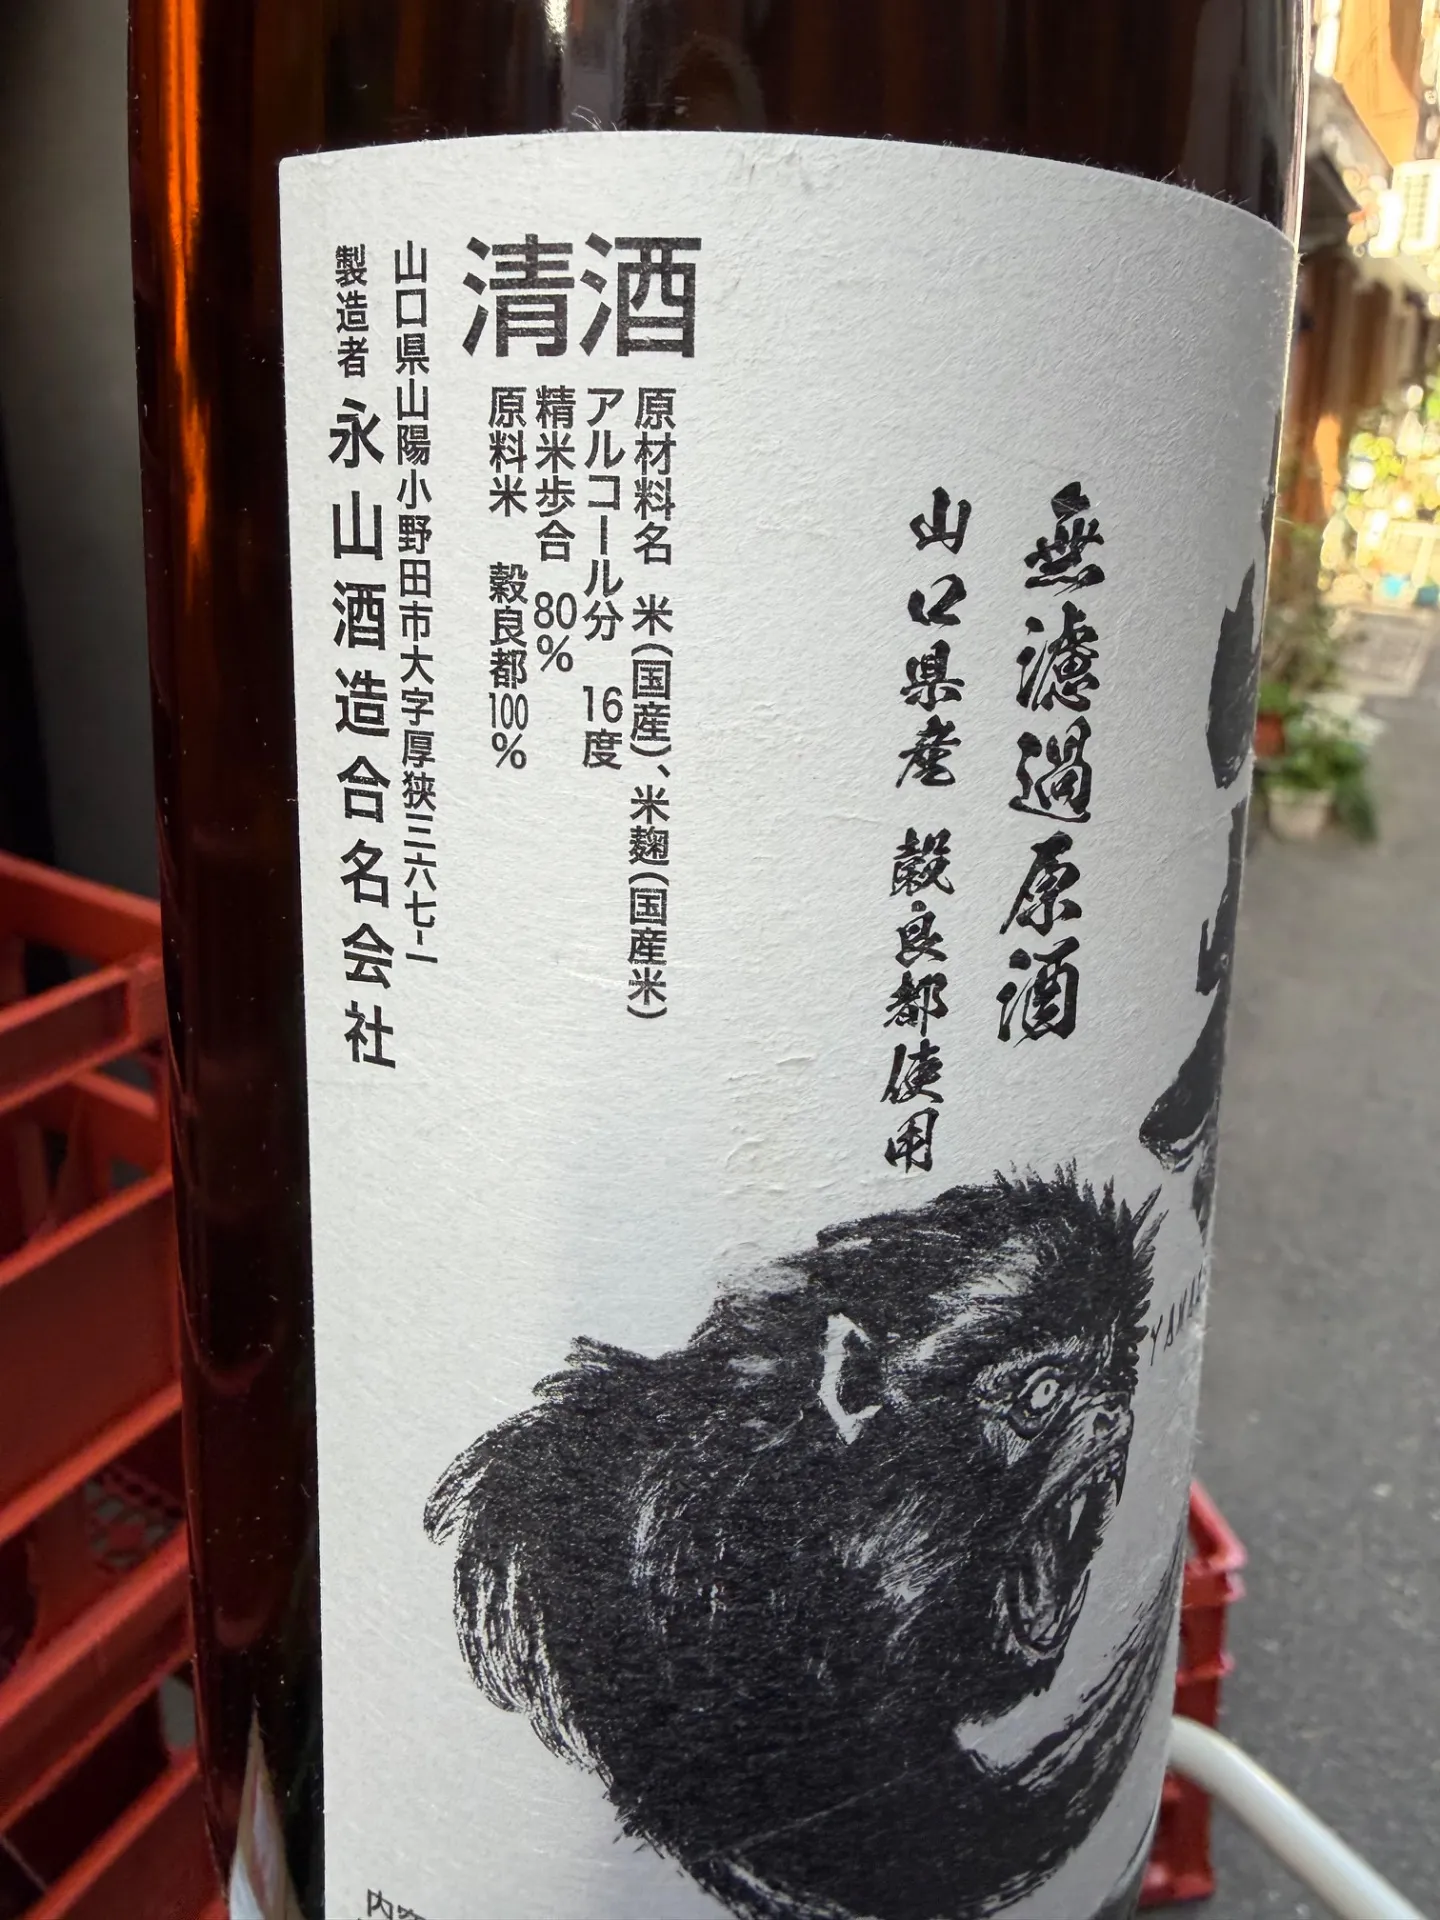 無濾過原酒
山口県産 穀良都使用
清酒
原材料名 米(国産)、米麹(国産米)
アルコール分 16度
精米歩合 80%
原料米 穀良都100%
山口県山陽小野田市大字厚狭三六七-一
製造者 永山酒造合名会社